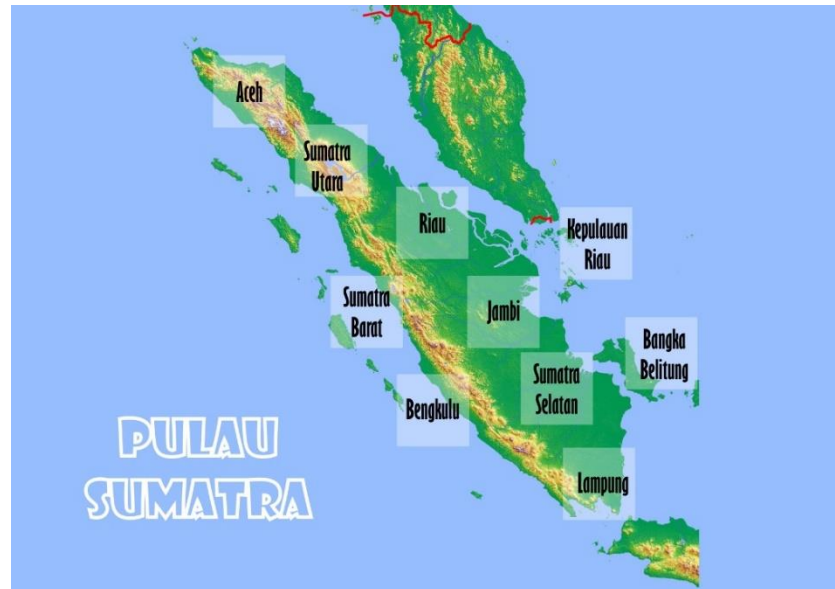 Aceh
Sumatra
Utara
Riau
Kepulauan
Riau
Sumatra
Barat
Jambi
Bangka
Belitung
Sumatra
Selatan
Bengkulu
Lampung
PULAU
SUMATRA